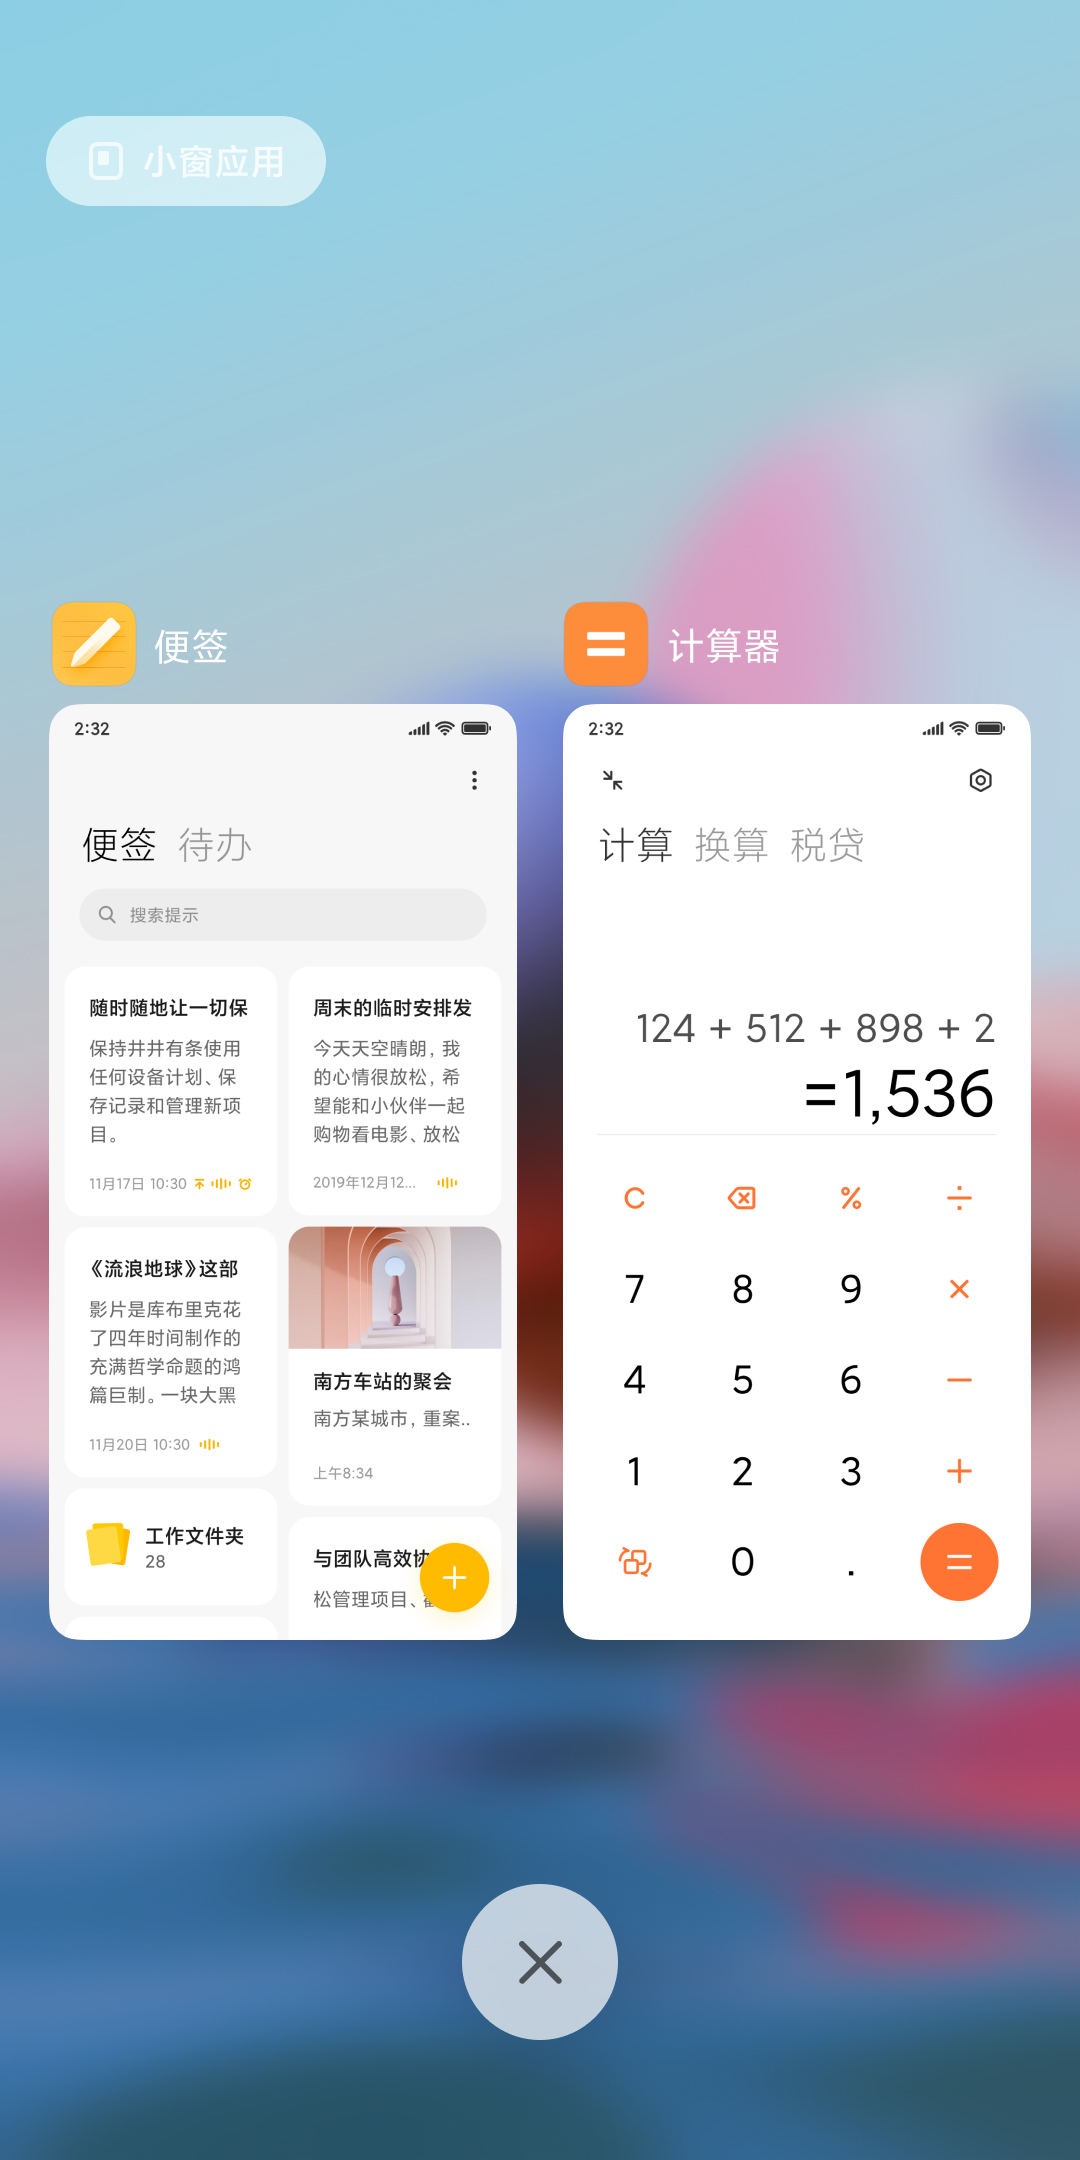 小窗应用
便签
2:32
便签 待办
搜索提示
随时随地让一切保
保持井井有条使用
任何设备计划、保
存记录和管理新项
目。
11月17日 10:30
《流浪地球》这部
影片是库布里克花
了四年时间制作的
充满哲学命题的鸿
篇巨制。一块大黑
11月20日 10:30
工作文件夹
28
周末的临时安排发
今天天空晴朗，我
的心情很放松，希
望能和小伙伴一起
购物看电影、放松
2019年12月12...
南方车站的聚会
南方某城市，重案..
上午8:34
与团队高效协
松管理项目、
计算器
2:32
计算 换算 税贷
124 + 512 + 898 + 2
=1,536
C % ÷
7 8 9 ×
4 5 6 −
1 2 3 +
0 . =